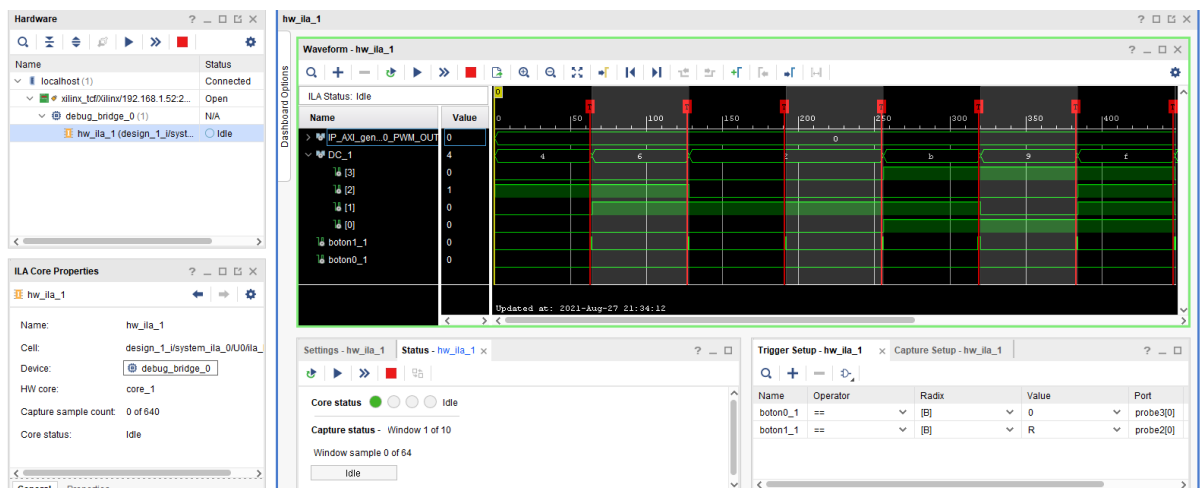 Hardware
Name Status
localhost (1) Connected
xilinx_tcf/Xilinx/192.168.1.52:2... Open
debug_bridge_0 (1) N/A
hw_ila_1 (design_1_i/syst... Idle
ILA Core Properties
hw_ila_1
Name: hw_ila_1
Cell: design_1_i/system_ila_0/U0/ila_
Device: debug_bridge_0
HW core: core_1
Capture sample count: 0 of 640
Core status: Idle
General Properties
hw_ila_1
Dashboard Options
Waveform - hw_ila_1
ILA Status: Idle
Name Value
IP_AXI_gen...0_PWM_OUT 0
DC_1 4
[3] 0
[2] 1
[1] 0
[0] 0
boton1_1 0
boton0_1 0
0
0 50 100 150 200 250 300 350 400
0
4 6 2 b 9 f
Updated at: 2021-Aug-27 21:34:12
Settings - hw_ila_1 Status - hw_ila_1
Core status Idle
Capture status - Window 1 of 10
Window sample 0 of 64
Idle
Trigger Setup - hw_ila_1 Capture Setup - hw_ila_1
Name Operator Radix Value Port
boton0_1 == [B] 0 probe3[0]
boton1_1 == [B] R probe2[0]